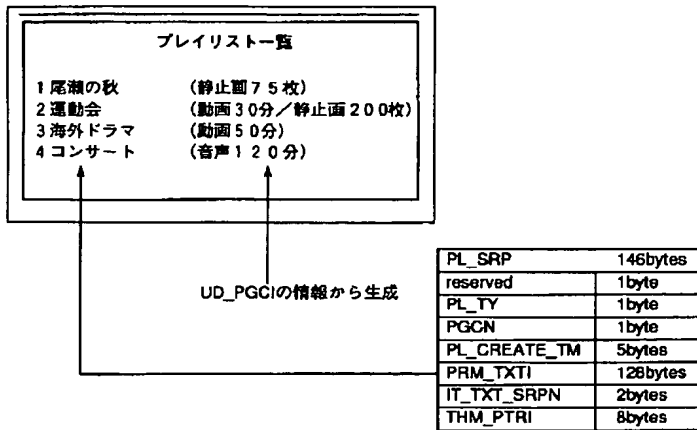 プレイリスト一覧
1 尾瀬の秋 (静止画75枚)
2 運動会 (動画30分/静止画200枚)
3 海外ドラマ (動画50分)
4 コンサート (音声120分)
UD_PGCIの情報から生成
PL_SRP 146bytes
reserved 1byte
PL_TY 1byte
PGCN 1byte
PL_CREATE_TM 5bytes
PRM_TXTI 128bytes
IT_TXT_SRPN 2bytes
THM_PTRI 8bytes